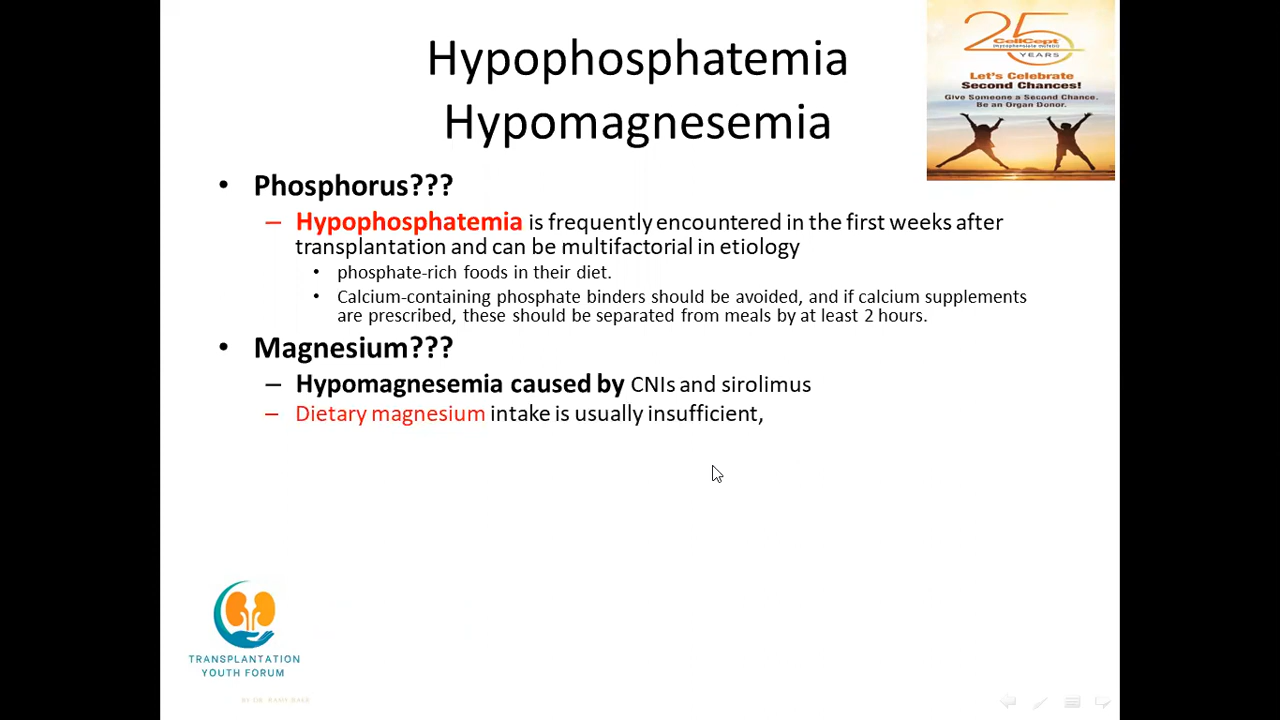 Hypophosphatemia
Hypomagnesemia
25
CellCept
(mycophenolate mofetil)
YEARS
Let's Celebrate
Second Chances!
Give Someone a Second Chance.
Be an Organ Donor.
• Phosphorus???
– Hypophosphatemia is frequently encountered in the first weeks after
transplantation and can be multifactorial in etiology
• phosphate-rich foods in their diet.
• Calcium-containing phosphate binders should be avoided, and if calcium supplements
are prescribed, these should be separated from meals by at least 2 hours.
• Magnesium???
– Hypomagnesemia caused by CNIs and sirolimus
– Dietary magnesium intake is usually insufficient,
TRANSPLANTATION
YOUTH FORUM